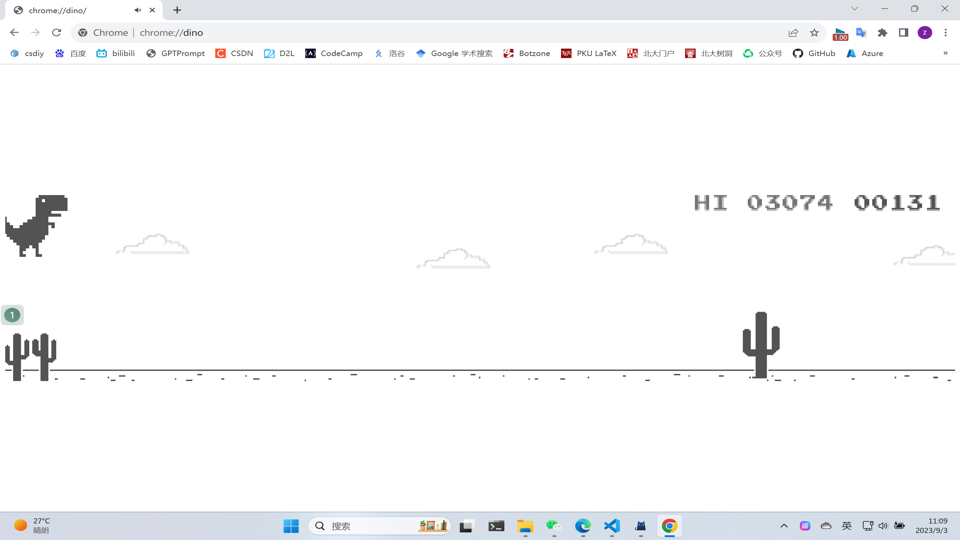 chrome://dino/
Chrome | chrome://dino
1.00
z
csdiy
百度
bilibili
GPTPrompt
C CSDN
D2L
CodeCamp
洛谷
Google 学术搜索
Botzone
PKU LaTeX
北大门户
北大树洞
公众号
GitHub
Azure
»
HI 03074 00131
1
27°C
晴朗
搜索
英
11:09
2023/9/3